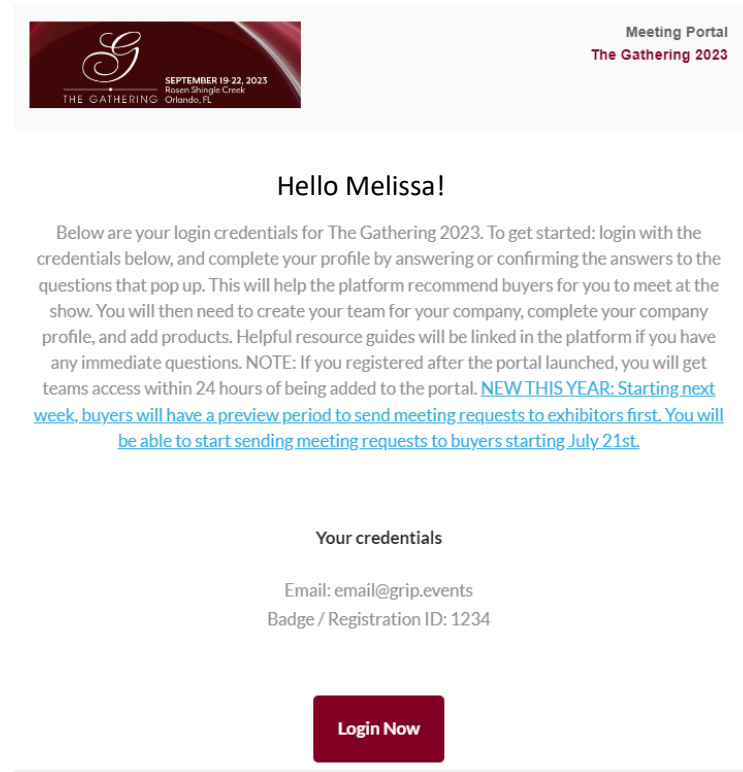 G
THE GATHERING
SEPTEMBER 19-22, 2023
Rosen Shingle Creek
Orlando, FL
Meeting Portal
The Gathering 2023
Hello Melissa!
Below are your login credentials for The Gathering 2023. To get started: login with the
credentials below, and complete your profile by answering or confirming the answers to the
questions that pop up. This will help the platform recommend buyers for you to meet at the
show. You will then need to create your team for your company, complete your company
profile, and add products. Helpful resource guides will be linked in the platform if you have
any immediate questions. NOTE: If you registered after the portal launched, you will get
teams access within 24 hours of being added to the portal. NEW THIS YEAR: Starting next
week, buyers will have a preview period to send meeting requests to exhibitors first. You will
be able to start sending meeting requests to buyers starting July 21st.
Your credentials
Email: email@grip.events
Badge / Registration ID: 1234
Login Now